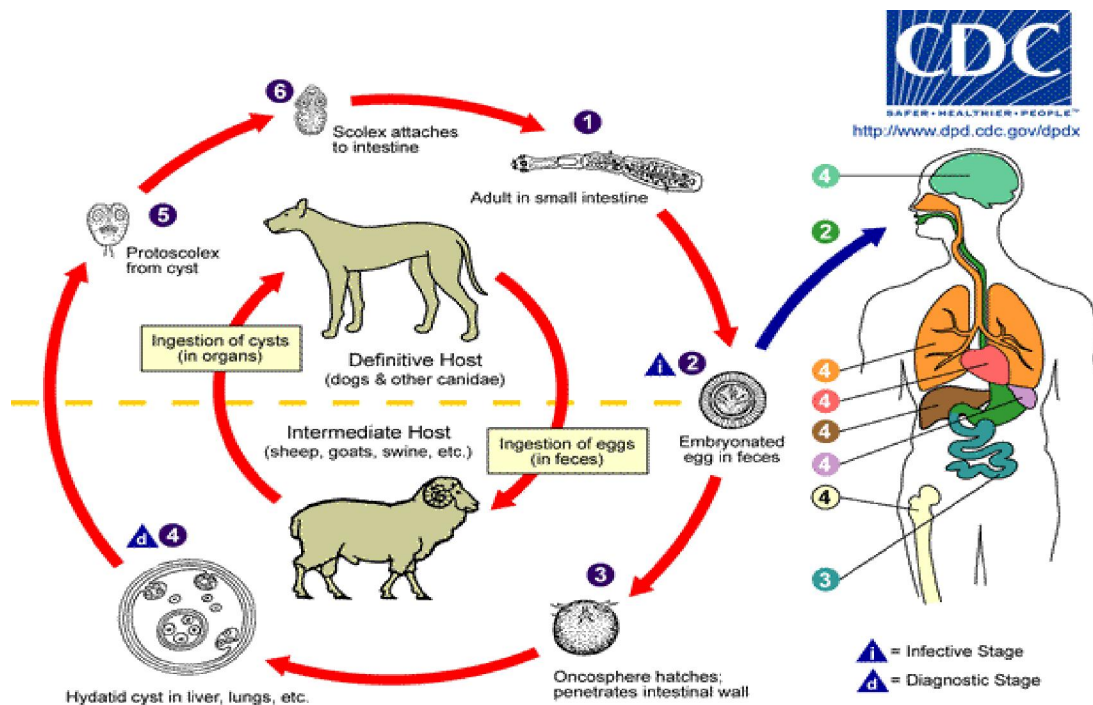 CDC
SAFER•HEALTHIER•PEOPLE™
http://www.dpd.cdc.gov/dpdx
6
Scolex attaches
to intestine
1
Adult in small intestine
5
Protoscolex
from cyst
Ingestion of cysts
(in organs)
Definitive Host
(dogs & other canidae)
Intermediate Host
(sheep, goats, swine, etc.)
Ingestion of eggs
(in feces)
i 2
Embryonated
egg in feces
d 4
Hydatid cyst in liver, lungs, etc.
3
Oncosphere hatches;
penetrates intestinal wall
4
2
4
4
4
4
4
3
i = Infective Stage
d = Diagnostic Stage